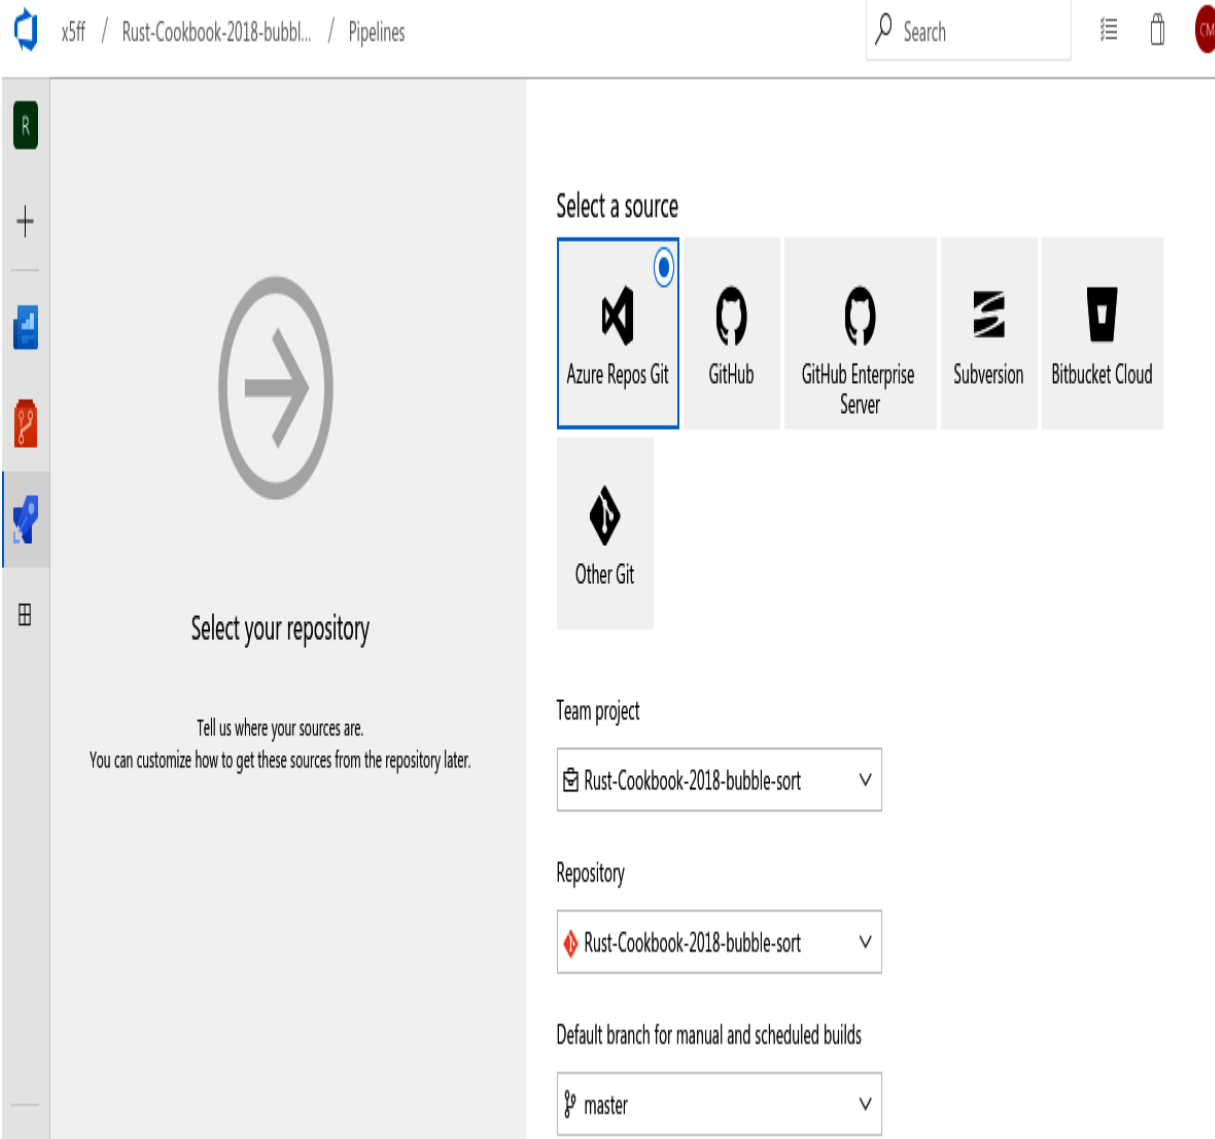 x5ff / Rust-Cookbook-2018-bubbl... / Pipelines
Search
CM
R
Select a source
Azure Repos Git
GitHub
GitHub Enterprise
Server
Subversion
Bitbucket Cloud
Other Git
Select your repository
Tell us where your sources are.
You can customize how to get these sources from the repository later.
Team project
Rust-Cookbook-2018-bubble-sort
Repository
Rust-Cookbook-2018-bubble-sort
Default branch for manual and scheduled builds
master